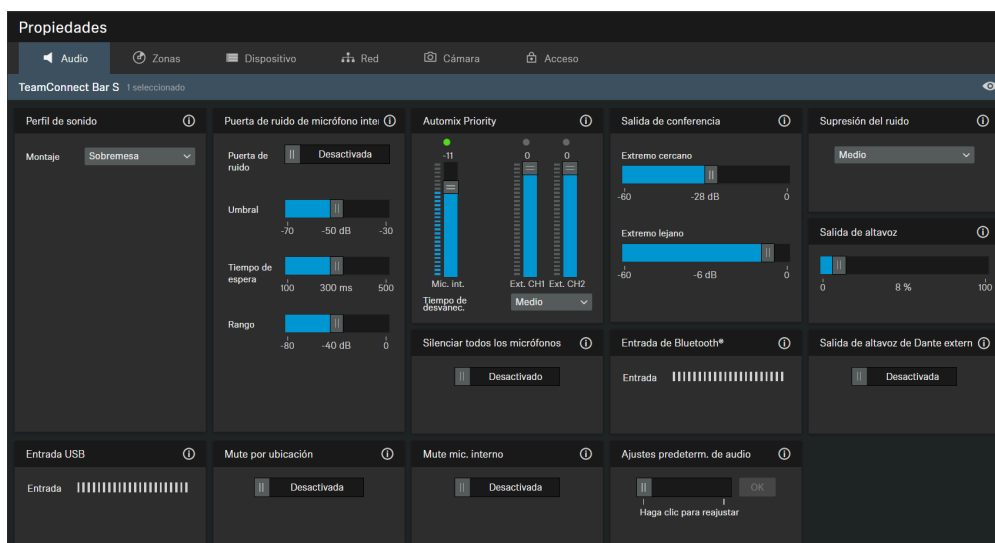 Propiedades
Audio
Zonas
Dispositivo
Red
Cámara
Acceso
TeamConnect Bar S 1 seleccionado
Perfil de sonido
Montaje
Sobremesa
Puerta de ruido de micrófono inter
Puerta de
ruido
Desactivada
Umbral
-70 -50 dB -30
Tiempo de
espera
100 300 ms 500
Rango
-80 -40 dB 0
Automix Priority
-11 0 0
Mic. int. Ext. CH1 Ext. CH2
Tiempo de
desvánec.
Medio
Salida de conferencia
Extremo cercano
-60 -28 dB 0
Extremo lejano
-60 -6 dB 0
Supresión del ruido
Medio
Salida de altavoz
0 8 % 100
Silenciar todos los micrófonos
Desactivado
Entrada de Bluetooth®
Entrada
Salida de altavoz de Dante extern
Desactivada
Entrada USB
Entrada
Mute por ubicación
Desactivada
Mute mic. interno
Desactivada
Ajustes predeterm. de audio
OK
Haga clic para reajustar